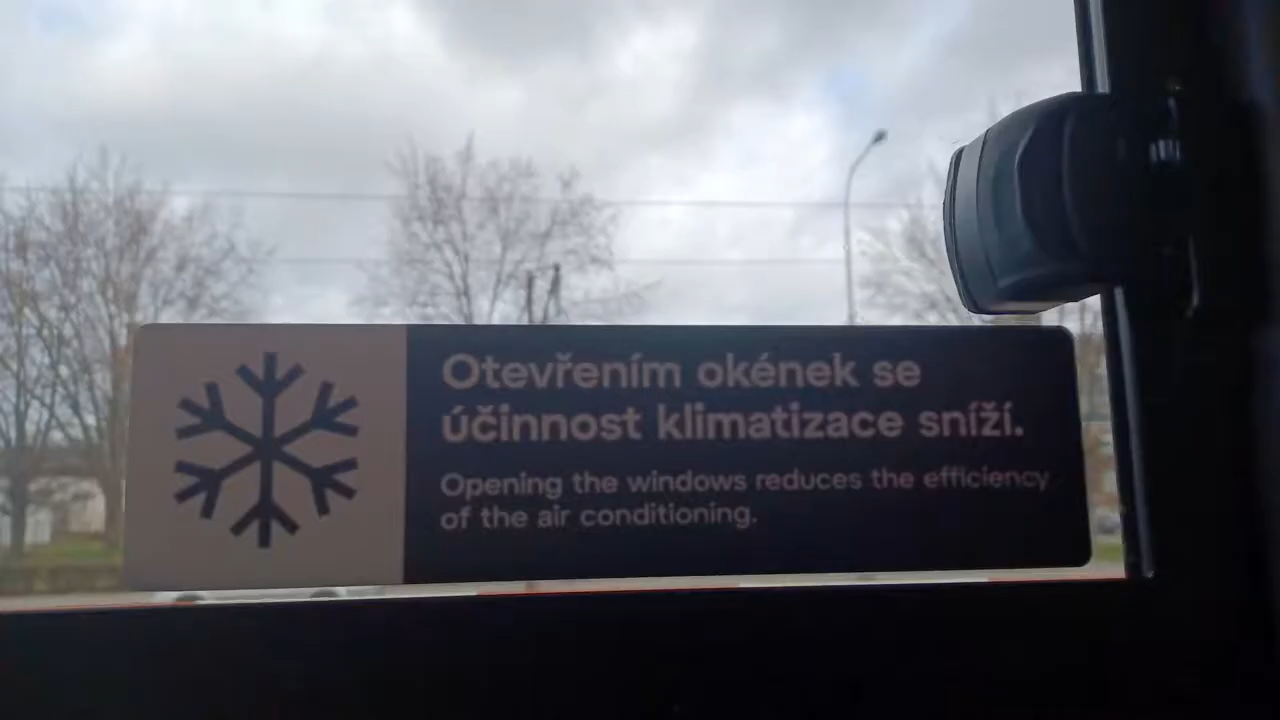 Otevřením okének se
účinnost klimatizace sníží.
Opening the windows reduces the efficiency
of the air conditioning.